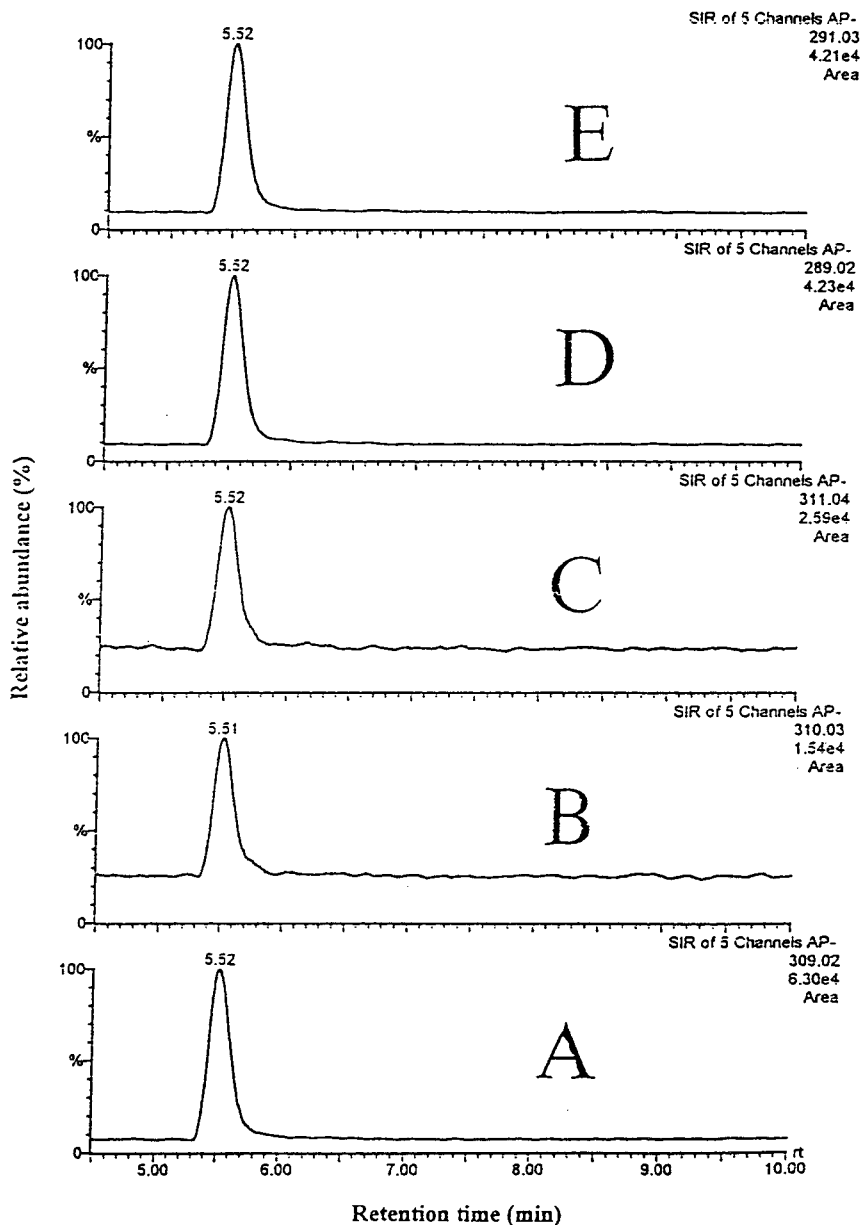 SIR of 5 Channels AP-
291.03
4.21e4
Area
5.52
100
%
0
E
SIR of 5 Channels AP-
289.02
4.23e4
Area
5.52
100
%
0
D
SIR of 5 Channels AP-
311.04
2.59e4
Area
5.52
100
%
0
C
SIR of 5 Channels AP-
310.03
1.54e4
Area
5.51
100
%
0
B
SIR of 5 Channels AP-
309.02
6.30e4
Area
5.52
100
%
0
A
rt
5.00 6.00 7.00 8.00 9.00 10.00
Relative abundance (%)
Retention time (min)